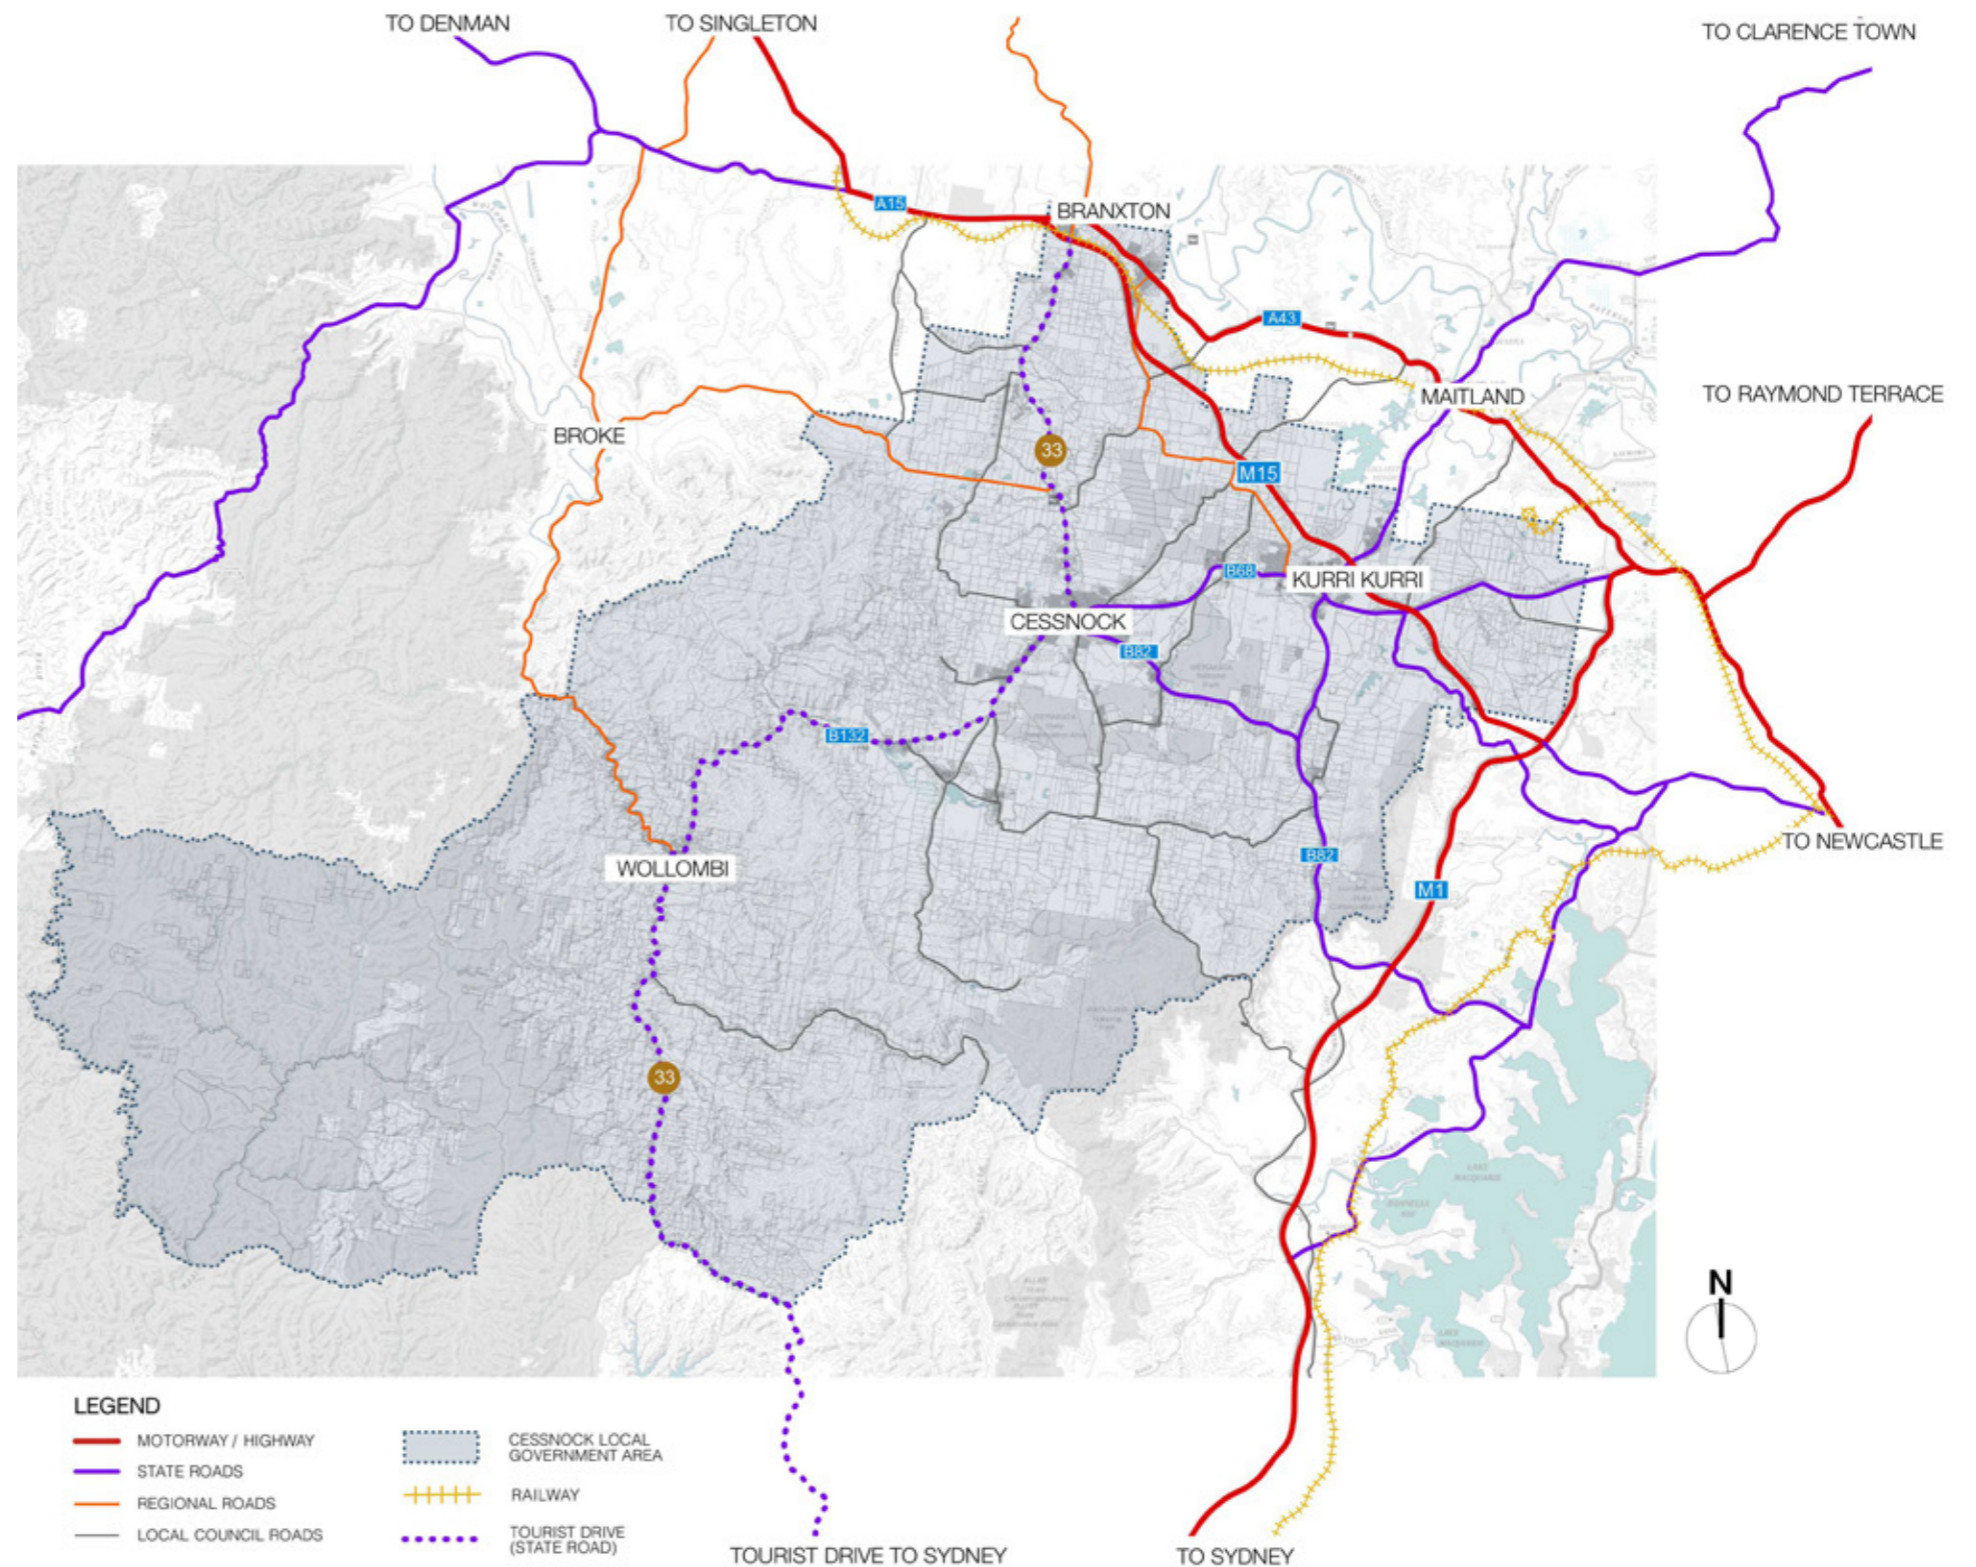 TO DENMAN
TO SINGLETON
TO CLARENCE TOWN
A15
BRANXTON
A43
TO RAYMOND TERRACE
MAITLAND
BROKE
33
M15
B68
KURRI KURRI
CESSNOCK
B82
B132
TO NEWCASTLE
B82
WOLLOMBI
M1
33
LAKE
MACQUARIE
N
LEGEND
MOTORWAY / HIGHWAY
STATE ROADS
REGIONAL ROADS
LOCAL COUNCIL ROADS
CESSNOCK LOCAL
GOVERNMENT AREA
RAILWAY
TOURIST DRIVE
(STATE ROAD)
TOURIST DRIVE TO SYDNEY
TO SYDNEY